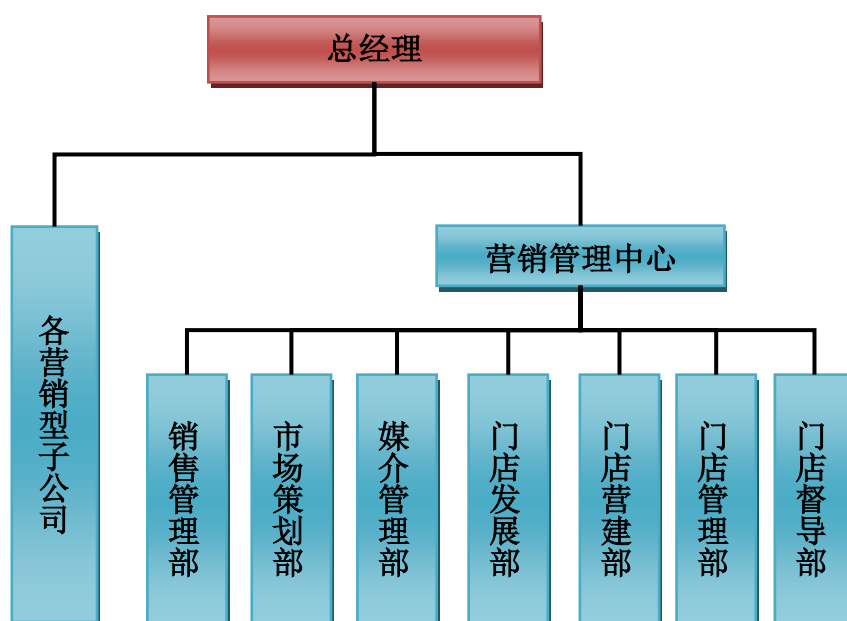 总经理
营销管理中心
各营销型子公司
销售管理部
市场策划部
媒介管理部
门店发展部
门店营建部
门店管理部
门店督导部